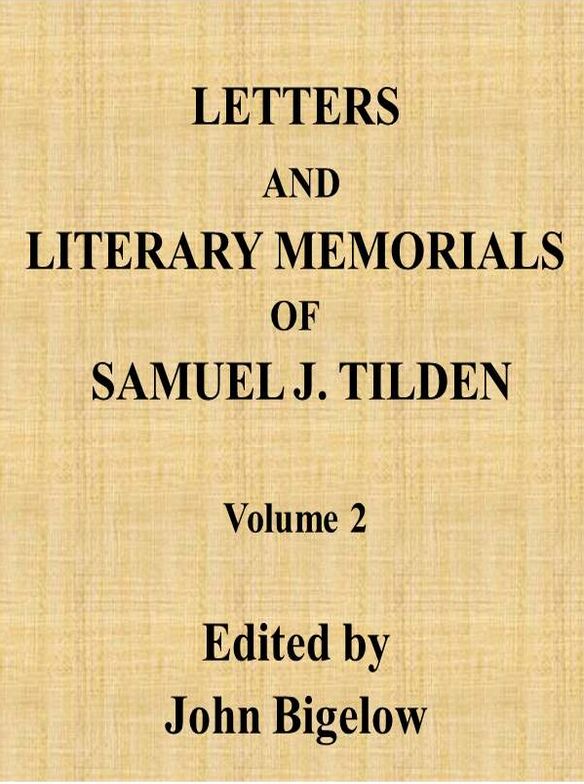 LETTERS
AND
LITERARY MEMORIALS
OF
SAMUEL J. TILDEN
Volume 2
Edited by
John Bigelow